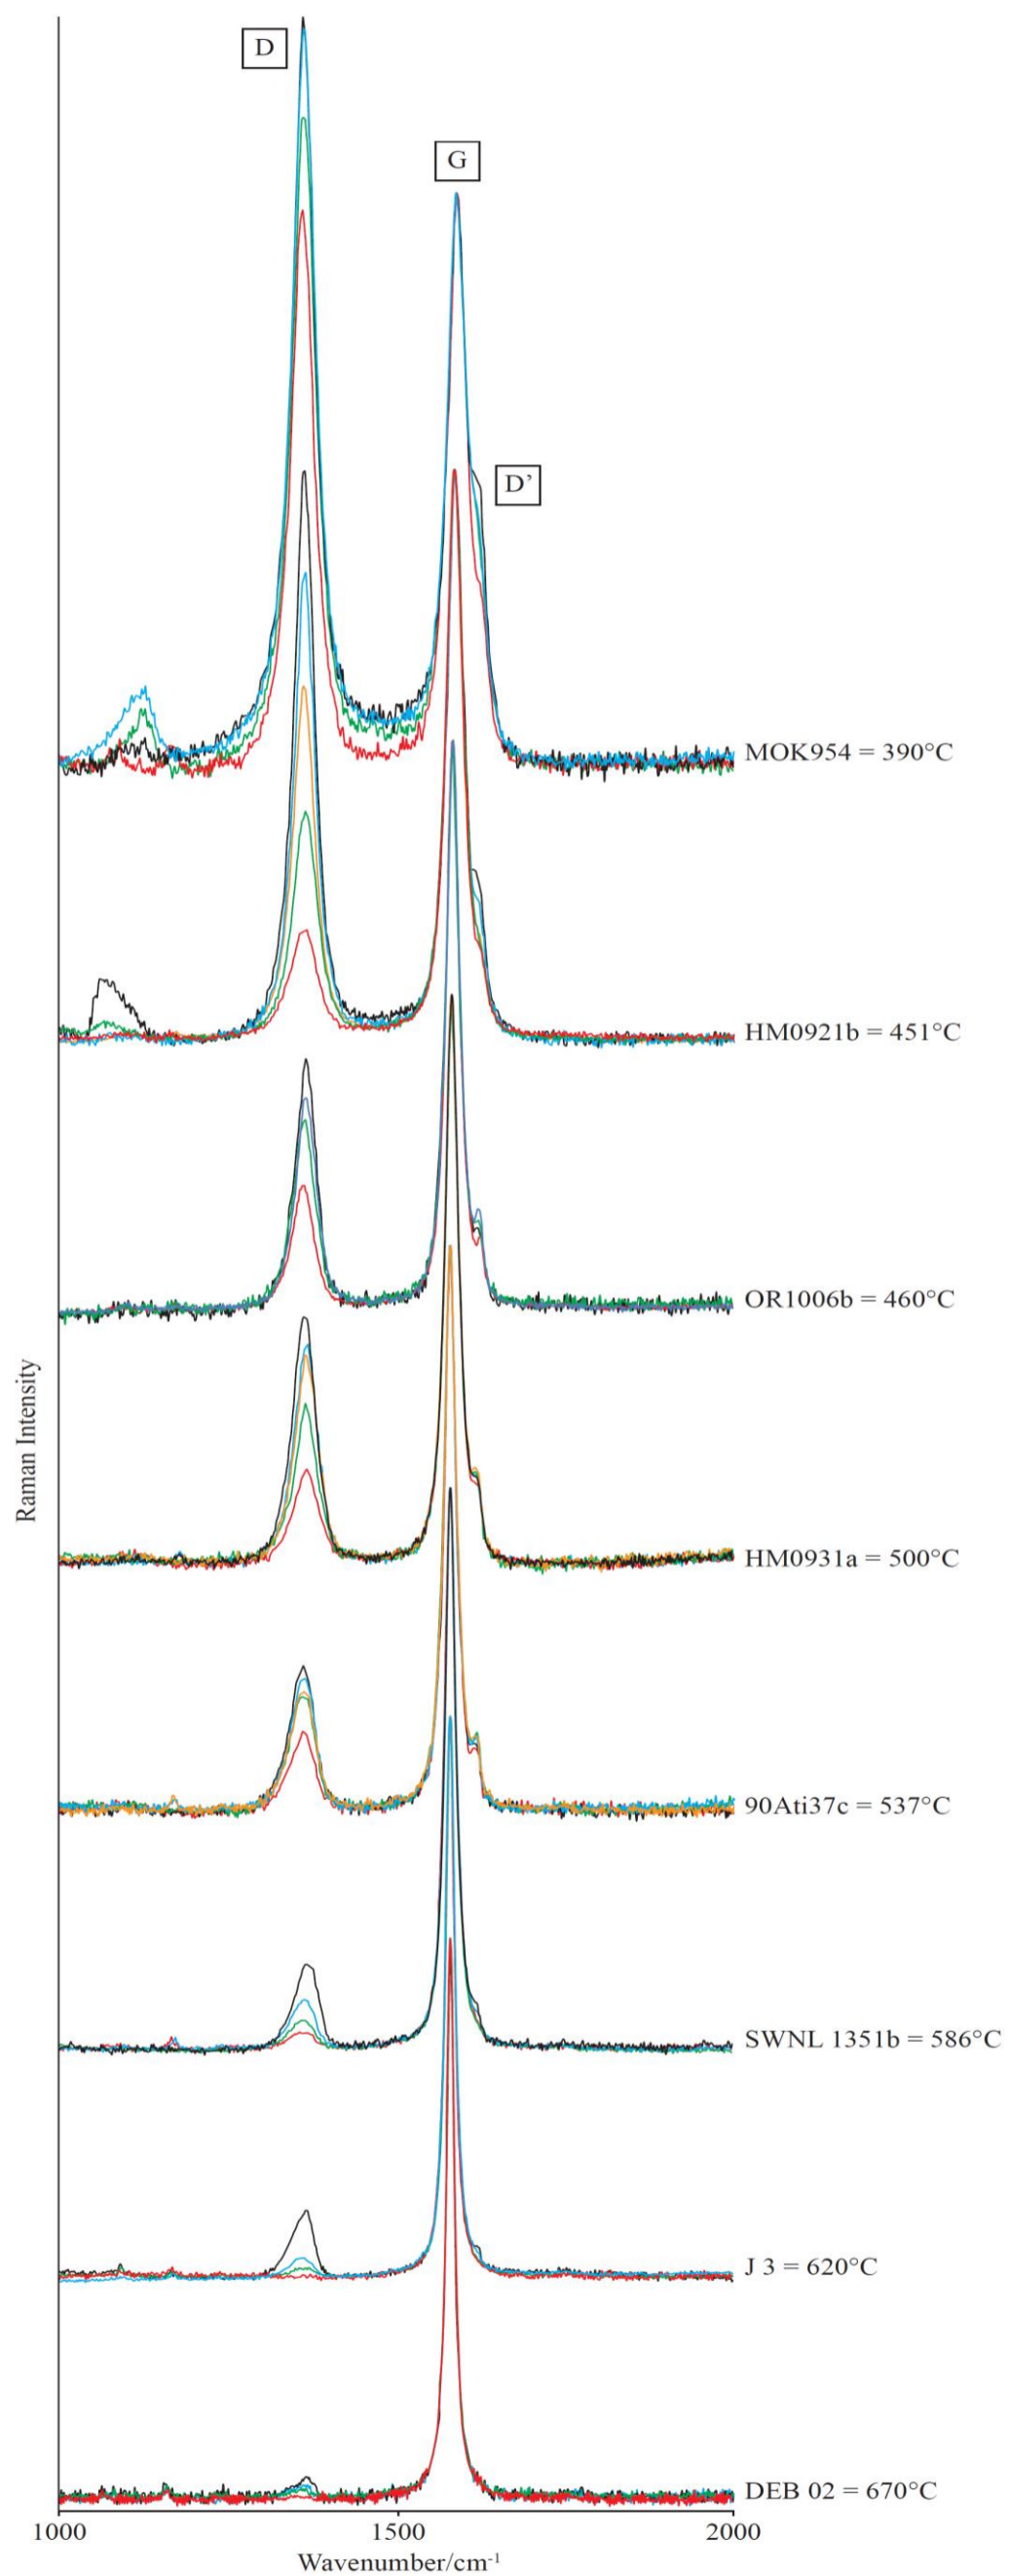 D
G
D’
MOK954 = 390°C
HM0921b = 451°C
OR1006b = 460°C
Raman Intensity
HM0931a = 500°C
90Ati37c = 537°C
SWNL 1351b = 586°C
J 3 = 620°C
DEB 02 = 670°C
1000 1500 2000
Wavenumber/cm⁻¹